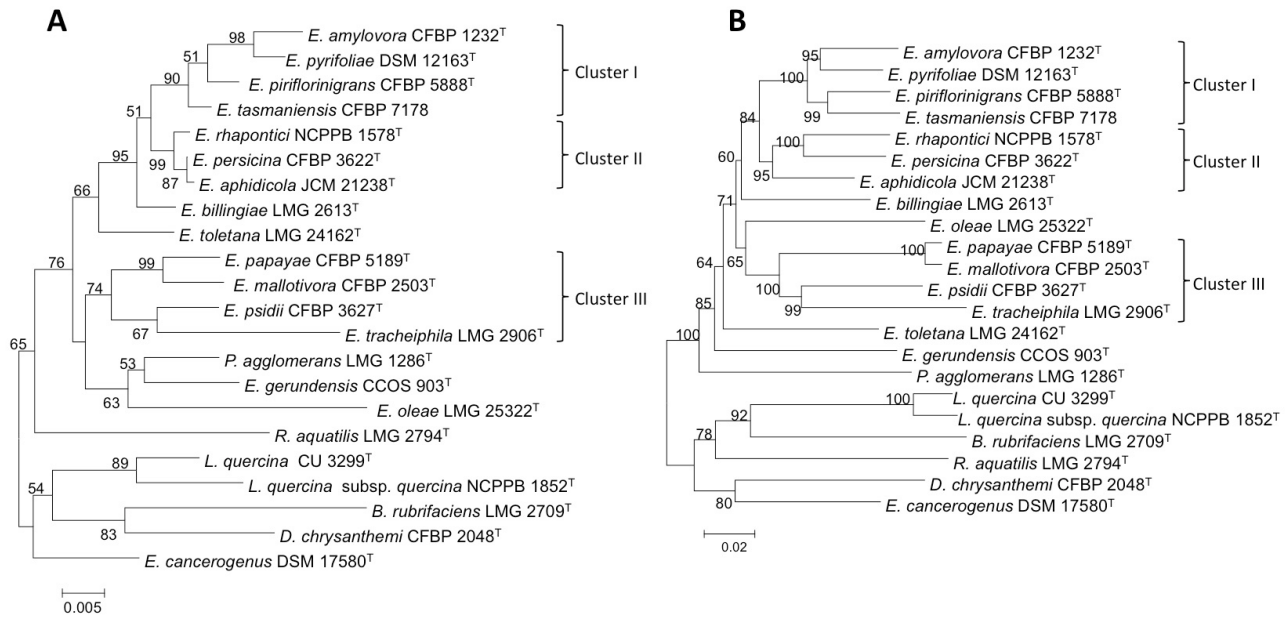 A
98
E. amylovora CFBP 1232ᵀ
51
E. pyrifoliae DSM 12163ᵀ
90
E. piriflorinigrans CFBP 5888ᵀ
Cluster I
E. tasmaniensis CFBP 7178
51
E. rhapontici NCPPB 1578ᵀ
95
99
E. persicina CFBP 3622ᵀ
Cluster II
87
E. aphidicola JCM 21238ᵀ
66
E. billingiae LMG 2613ᵀ
E. toletana LMG 24162ᵀ
76
99
E. papayae CFBP 5189ᵀ
74
E. mallotivora CFBP 2503ᵀ
Cluster III
E. psidii CFBP 3627ᵀ
67
E. tracheiphila LMG 2906ᵀ
65
53
P. agglomerans LMG 1286ᵀ
E. gerundensis CCOS 903ᵀ
63
E. oleae LMG 25322ᵀ
R. aquatilis LMG 2794ᵀ
89
L. quercina CU 3299ᵀ
54
L. quercina subsp. quercina NCPPB 1852ᵀ
B. rubrifaciens LMG 2709ᵀ
83
D. chrysanthemi CFBP 2048ᵀ
E. cancerogenus DSM 17580ᵀ
0.005
B
95
E. amylovora CFBP 1232ᵀ
100
E. pyrifoliae DSM 12163ᵀ
Cluster I
E. piriflorinigrans CFBP 5888ᵀ
99
E. tasmaniensis CFBP 7178
84
100
E. rhapontici NCPPB 1578ᵀ
60
E. persicina CFBP 3622ᵀ
Cluster II
95
E. aphidicola JCM 21238ᵀ
71
E. billingiae LMG 2613ᵀ
E. oleae LMG 25322ᵀ
100
E. papayae CFBP 5189ᵀ
64
65
E. mallotivora CFBP 2503ᵀ
Cluster III
100
E. psidii CFBP 3627ᵀ
85
99
E. tracheiphila LMG 2906ᵀ
100
E. toletana LMG 24162ᵀ
E. gerundensis CCOS 903ᵀ
P. agglomerans LMG 1286ᵀ
100
L. quercina CU 3299ᵀ
92
L. quercina subsp. quercina NCPPB 1852ᵀ
78
B. rubrifaciens LMG 2709ᵀ
R. aquatilis LMG 2794ᵀ
D. chrysanthemi CFBP 2048ᵀ
80
E. cancerogenus DSM 17580ᵀ
0.02